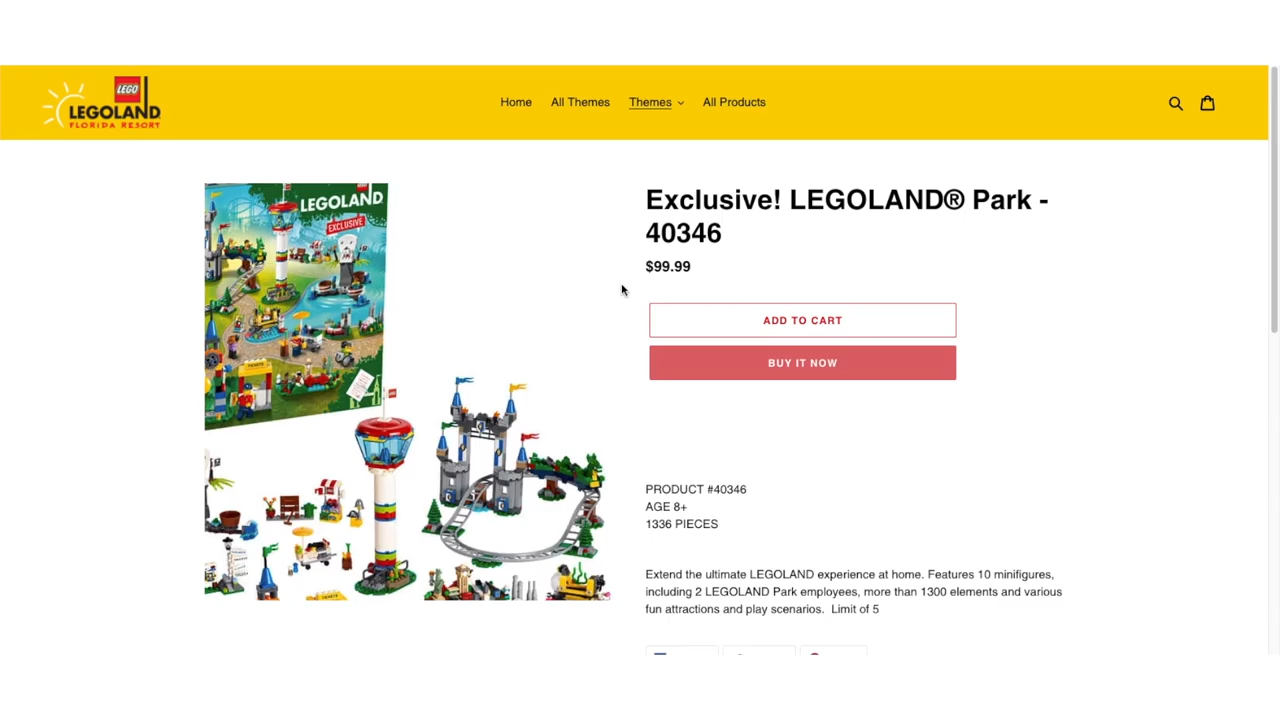 LEGO
LEGOLAND
FLORIDA RESORT
Home
All Themes
Themes
All Products
LEGOLAND
EXCLUSIVE
TICKETS
Exclusive! LEGOLAND® Park -
40346
$99.99
ADD TO CART
BUY IT NOW
PRODUCT #40346
AGE 8+
1336 PIECES
Extend the ultimate LEGOLAND experience at home. Features 10 minifigures,
including 2 LEGOLAND Park employees, more than 1300 elements and various
fun attractions and play scenarios. Limit of 5